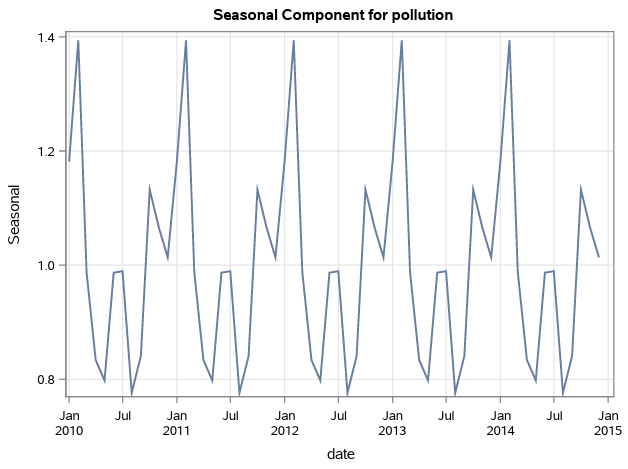 Seasonal Component for pollution
1.4
1.2
1.0
0.8
Seasonal
Jan Jul Jan Jul Jan Jul Jan Jul Jan Jul Jan
2010 2011 2012 2013 2014 2015
date